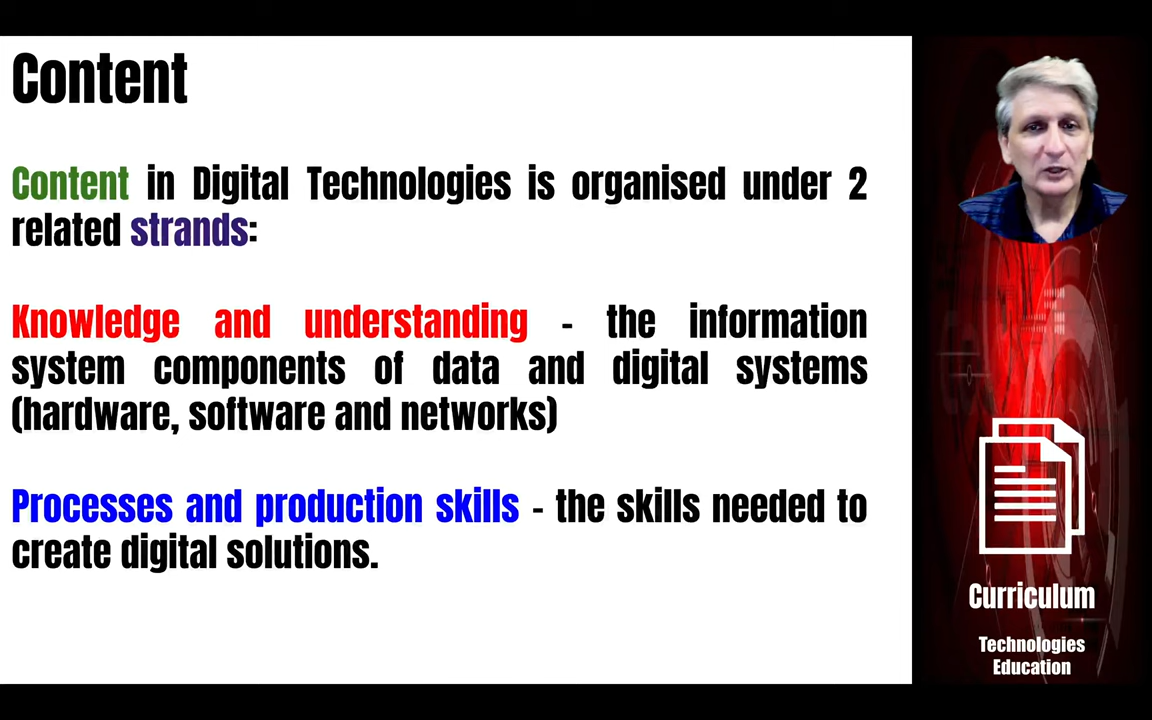 Content
Content in Digital Technologies is organised under 2
related strands:
Knowledge and understanding - the information
system components of data and digital systems
(hardware, software and networks)
Processes and production skills - the skills needed to
create digital solutions.
Curriculum
Technologies
Education